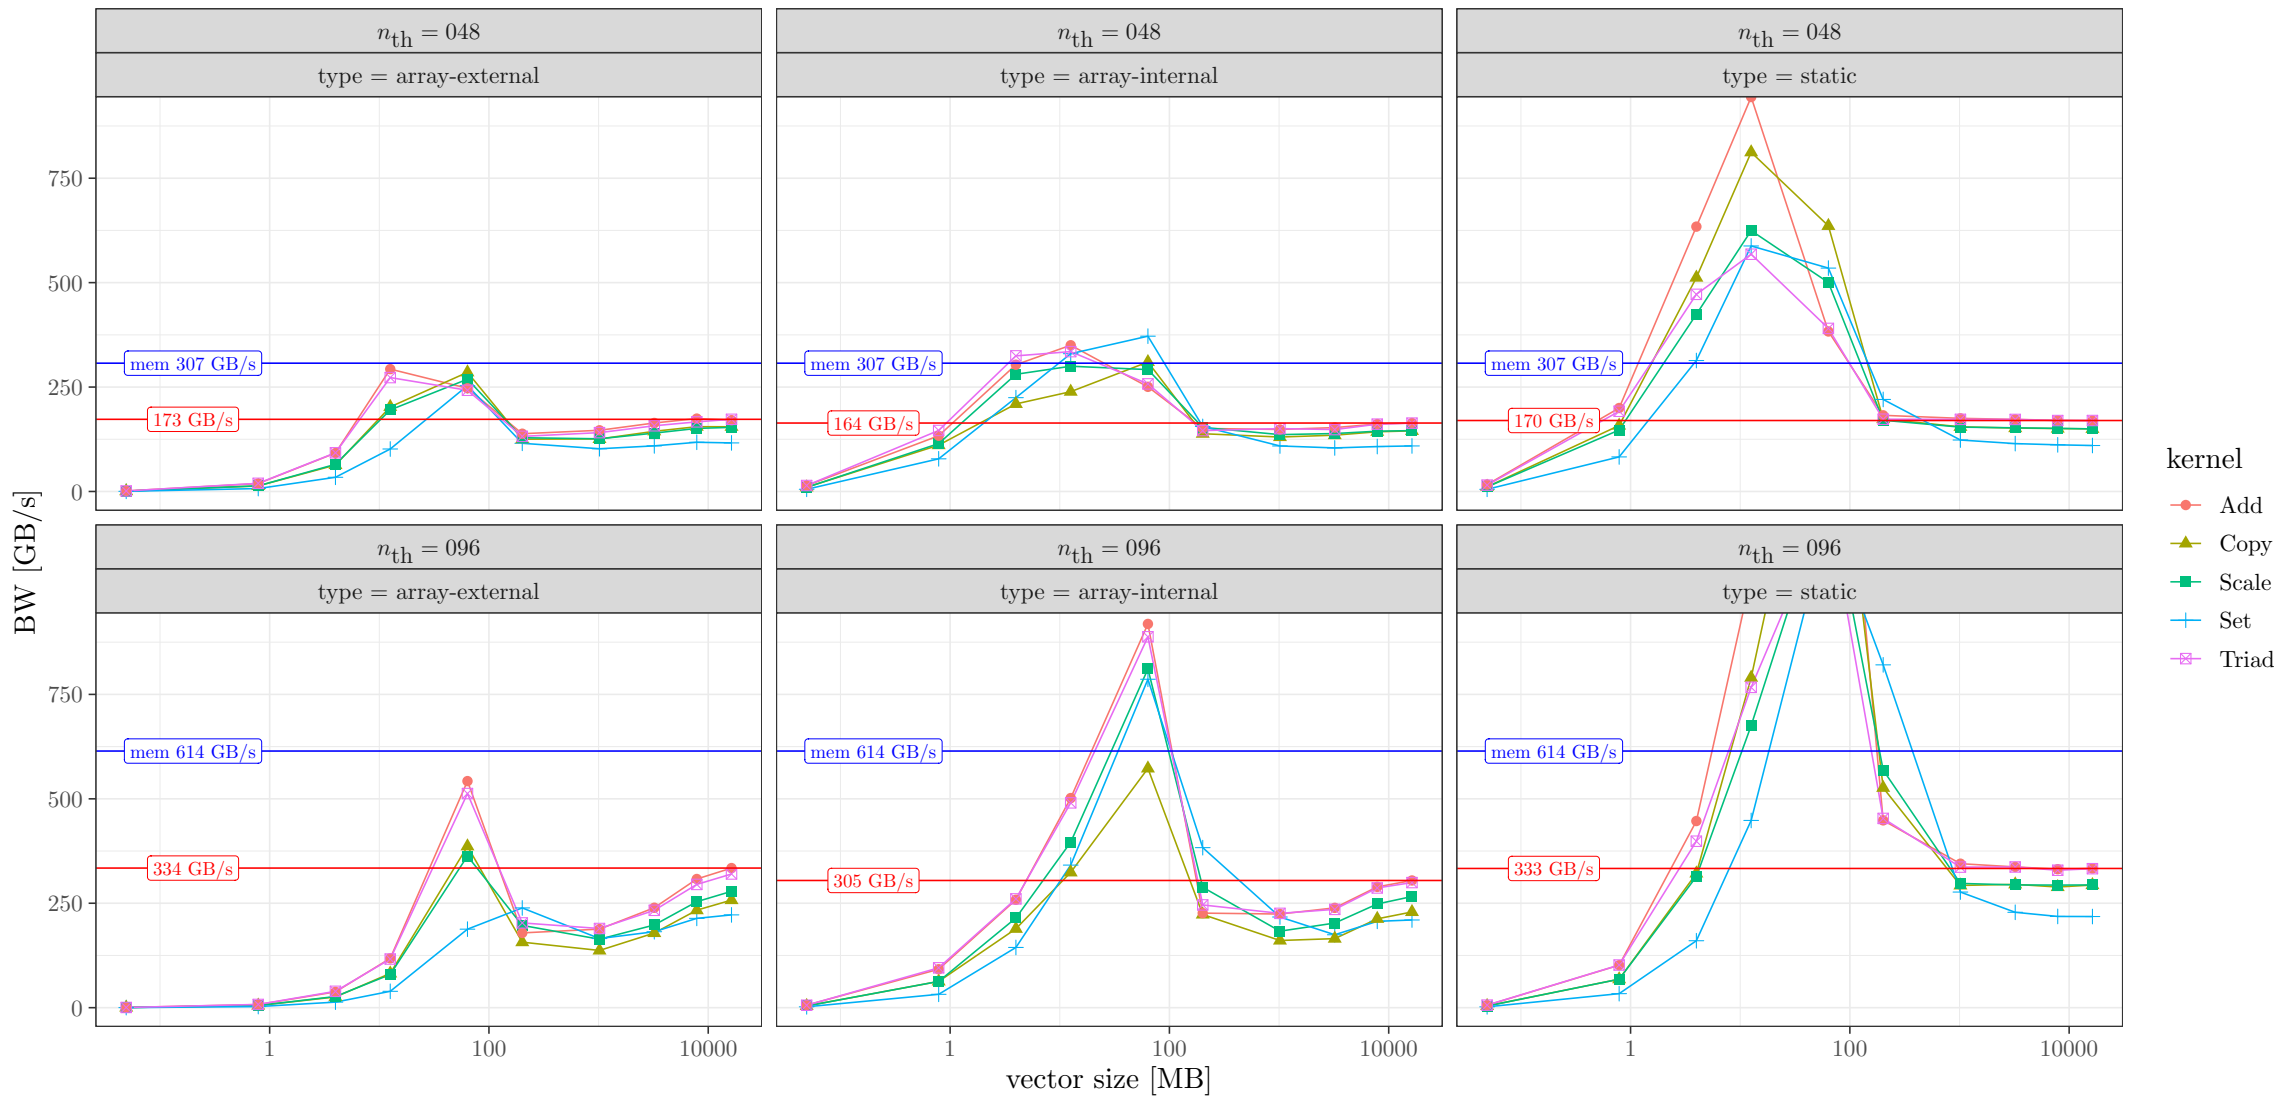 n_th = 048
n_th = 048
n_th = 048
type = array-external
type = array-internal
type = static
750
500
250
0
mem 307 GB/s
173 GB/s
mem 307 GB/s
164 GB/s
mem 307 GB/s
170 GB/s
n_th = 096
n_th = 096
n_th = 096
type = array-external
type = array-internal
type = static
750
500
250
0
mem 614 GB/s
334 GB/s
mem 614 GB/s
305 GB/s
mem 614 GB/s
333 GB/s
1 100 10000
1 100 10000
1 100 10000
vector size [MB]
BW [GB/s]
kernel
Add
Copy
Scale
Set
Triad